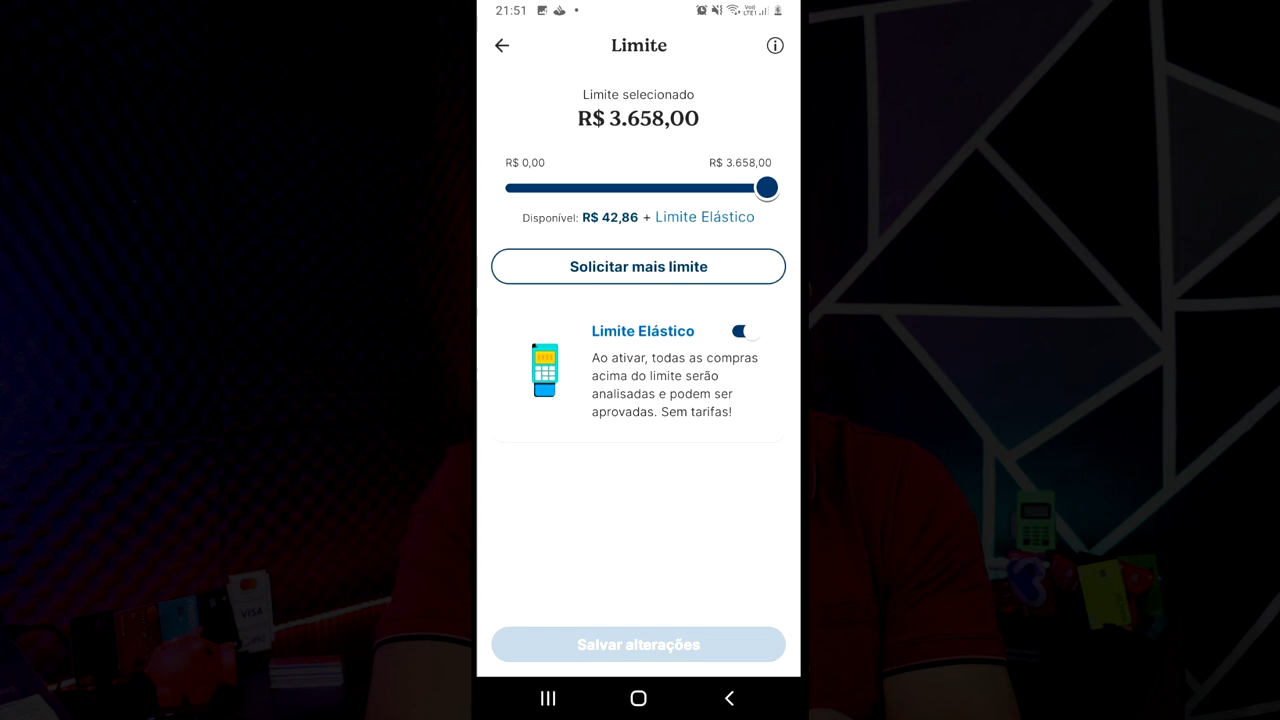 21:51
Limite
Limite selecionado
R$ 3.658,00
R$ 0,00
R$ 3.658,00
Disponível: R$ 42,86 + Limite Elástico
Solicitar mais limite
Limite Elástico
Ao ativar, todas as compras
acima do limite serão
analisadas e podem ser
aprovadas. Sem tarifas!
Salvar alterações
VISA